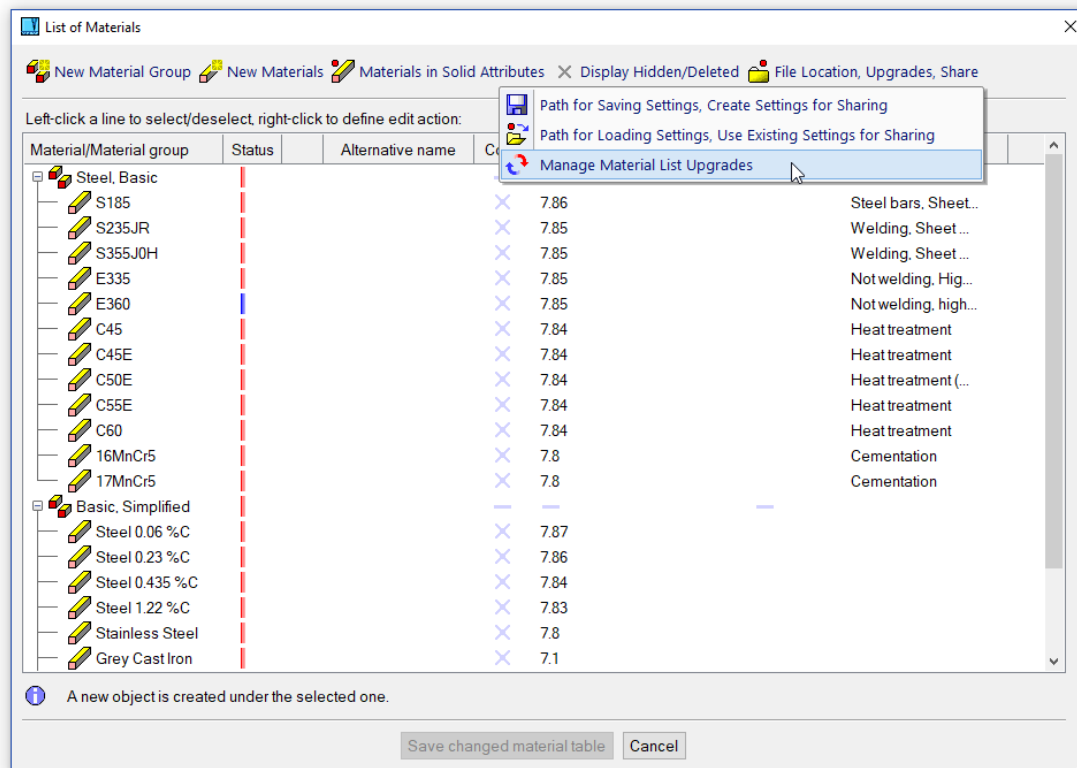 List of Materials
New Material Group New Materials Materials in Solid Attributes Display Hidden/Deleted File Location, Upgrades, Share
Path for Saving Settings, Create Settings for Sharing
Path for Loading Settings, Use Existing Settings for Sharing
Manage Material List Upgrades
Left-click a line to select/deselect, right-click to define edit action:
Material/Material group Status Alternative name
Steel, Basic
S185 7.86 Steel bars, Sheet...
S235JR 7.85 Welding, Sheet ...
S355J0H 7.85 Welding, Sheet ...
E335 7.85 Not welding, Hig...
E360 7.85 Not welding, high...
C45 7.84 Heat treatment
C45E 7.84 Heat treatment
C50E 7.84 Heat treatment (...
C55E 7.84 Heat treatment
C60 7.84 Heat treatment
16MnCr5 7.8 Cementation
17MnCr5 7.8 Cementation
Basic, Simplified
Steel 0.06 %C 7.87
Steel 0.23 %C 7.86
Steel 0.435 %C 7.84
Steel 1.22 %C 7.83
Stainless Steel 7.8
Grey Cast Iron 7.1
A new object is created under the selected one.
Save changed material table Cancel